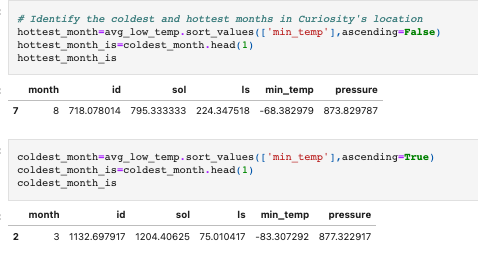 # Identify the coldest and hottest months in Curiosity's location
hottest_month=avg_low_temp.sort_values(['min_temp'],ascending=False)
hottest_month_is=coldest_month.head(1)
hottest_month_is
month id sol ls min_temp pressure
7 8 718.078014 795.333333 224.347518 -68.382979 873.829787
coldest_month=avg_low_temp.sort_values(['min_temp'],ascending=True)
coldest_month_is=coldest_month.head(1)
coldest_month_is
month id sol ls min_temp pressure
2 3 1132.697917 1204.40625 75.010417 -83.307292 877.322917